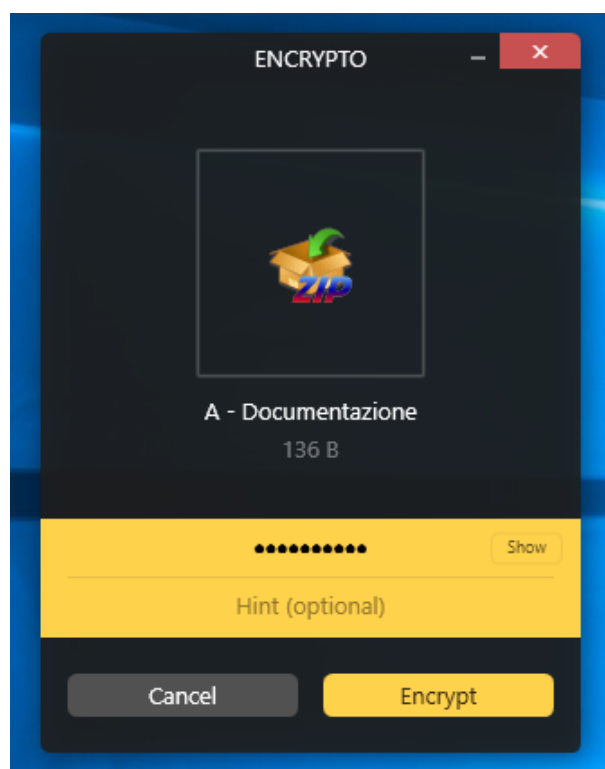 ENCRYPTO
ZIP
A - Documentazione
136 B
●●●●●●●●●● Show
Hint (optional)
Cancel Encrypt